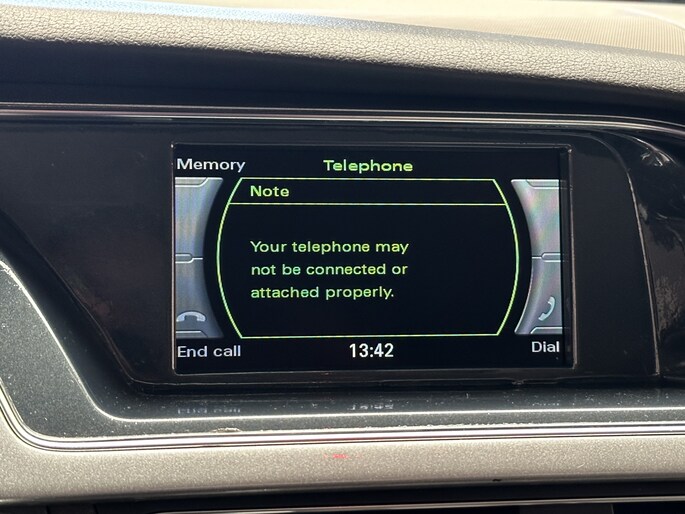 Memory Telephone
Note
Your telephone may
not be connected or
attached properly.
End call 13:42 Dial